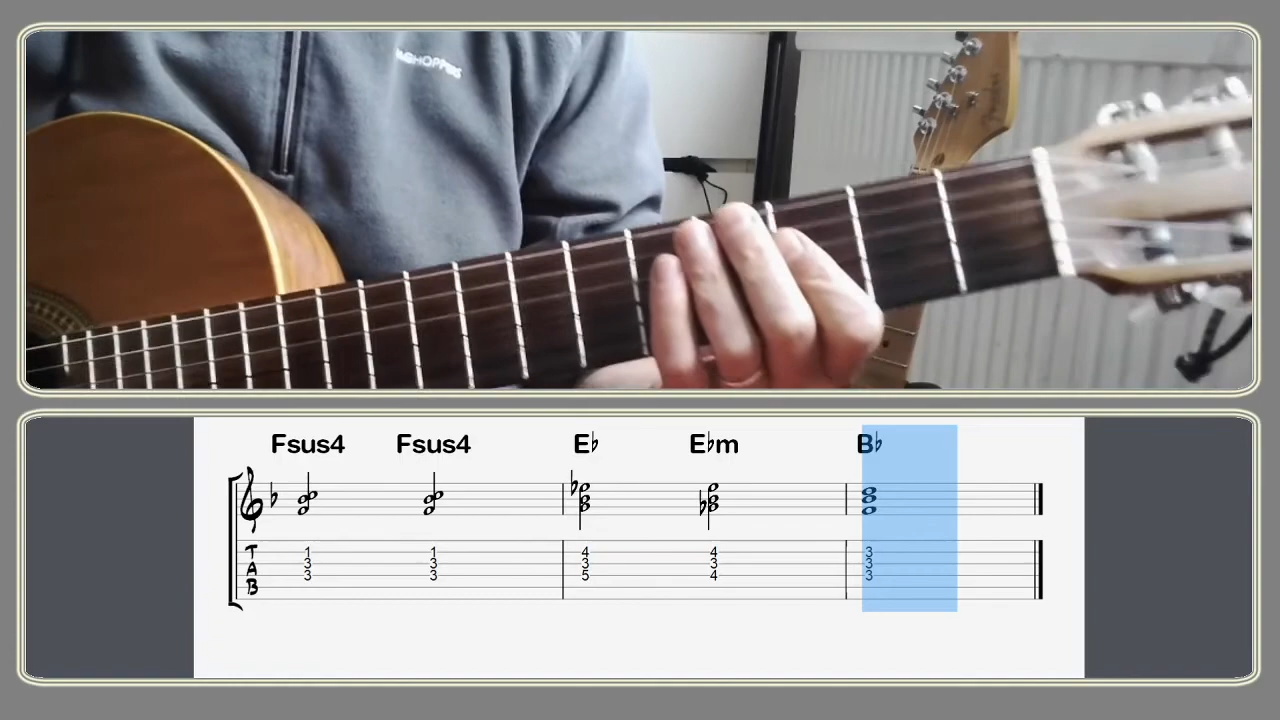 Fsus4 Fsus4 E♭ E♭m B♭
T 1 1 4 4 3
A 3 3 3 3 3
B 3 3 5 4 3